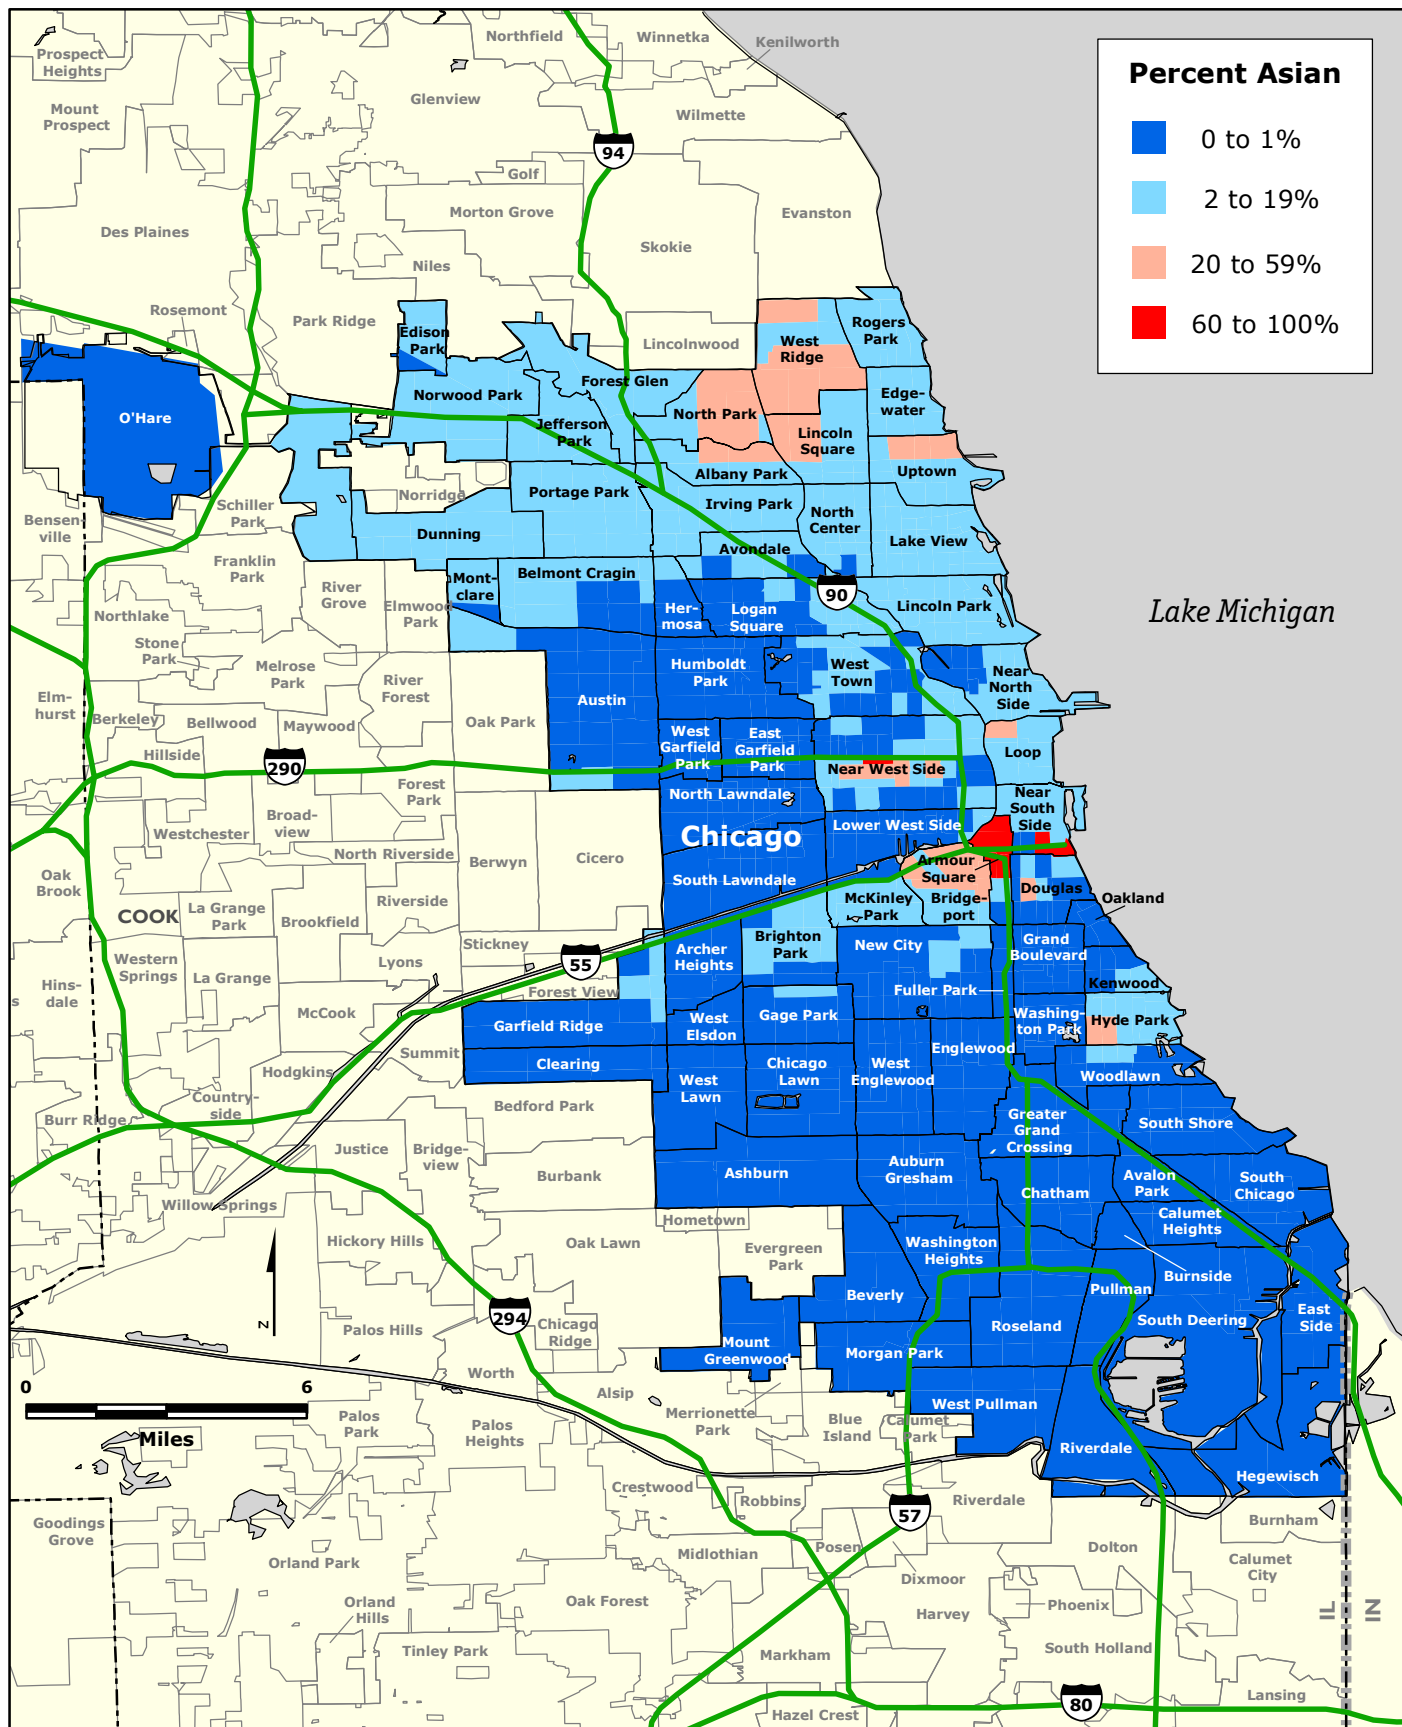 Northfield
Winnetka
Kenilworth
Prospect
Heights
Glenview
Mount
Prospect
Wilmette
94
Golf
Morton Grove
Evanston
Des Plaines
Skokie
Niles
Rosemont
Park Ridge
Lincolnwood
Percent Asian
0 to 1%
2 to 19%
20 to 59%
60 to 100%
Edison
Park
West
Ridge
Rogers
Park
Forest Glen
Norwood Park
Edge-
water
O'Hare
North Park
Jefferson
Park
Lincoln
Square
Uptown
Albany Park
Portage Park
Norridge
Irving Park
Schiller
Park
North
Center
Bensen-
ville
Dunning
Lake View
Avondale
Franklin
Park
Mont-
clare
Belmont Cragin
River
Grove
Elmwood
Park
90
Lincoln Park
Lake Michigan
Her-
mosa
Logan
Square
Northlake
Stone
Park
Melrose
Park
River
Forest
Humboldt
Park
West
Town
Near
North
Side
Elm-
hurst
Austin
Berkeley
Bellwood
Maywood
Oak Park
West
Garfield
Park
East
Garfield
Park
Loop
Hillside
290
Near West Side
Forest
Park
North Lawndale
Near
South
Side
Broad-
view
Westchester
Lower West Side
Chicago
North Riverside
Berwyn
Cicero
Oak
Brook
South Lawndale
Armour
Square
Douglas
Riverside
McKinley
Park
Bridge-
port
Oakland
COOK
La Grange
Park
Brookfield
Stickney
Archer
Heights
Brighton
Park
New City
Grand
Boulevard
Western
Springs
La Grange
Lyons
55
Kenwood
Hins-
dale
s
Forest View
Fuller Park
McCook
Garfield Ridge
West
Elsdon
Gage Park
Washing-
ton Park
Hyde Park
Summit
Englewood
Clearing
Hodgkins
West
Lawn
Chicago
Lawn
West
Englewood
Woodlawn
Country-
side
Burr Ridge
Bedford Park
Greater
Grand
Crossing
South Shore
Justice
Bridge-
view
Burbank
Ashburn
Auburn
Gresham
Avalon
Park
South
Chicago
Chatham
Willow Springs
Hometown
Calumet
Heights
Hickory Hills
Oak Lawn
Evergreen
Park
Washington
Heights
Burnside
Pullman
Beverly
N
294
Palos Hills
Chicago
Ridge
Roseland
South Deering
East
Side
Mount
Greenwood
Morgan Park
Worth
0
6
Alsip
Miles
Palos
Park
Palos
Heights
Merrionette
Park
Blue
Island
Calumet
Park
West Pullman
Riverdale
Hegewisch
Crestwood
Robbins
Riverdale
57
Goodings
Grove
Burnham
Midlothian
Posen
Dolton
Orland Park
Calumet
City
Dixmoor
Orland
Hills
Oak Forest
Harvey
Phoenix
IL
IN
Tinley Park
Markham
South Holland
80
Lansing
Hazel Crest